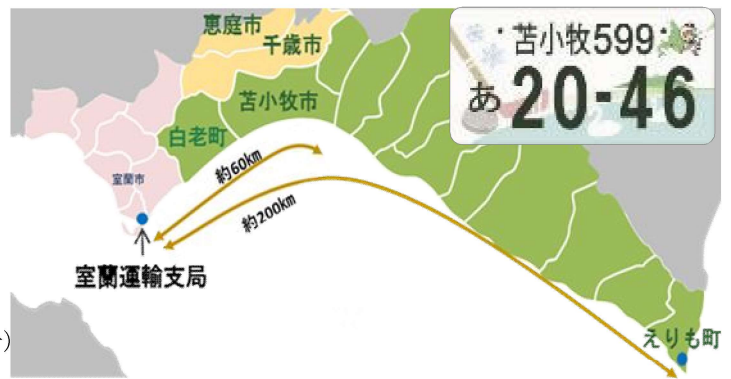 恵庭市
千歳市
苫小牧市
白老町
室蘭市
約60km
約200km
室蘭運輸支局
えりも町
苫小牧599
あ20-46